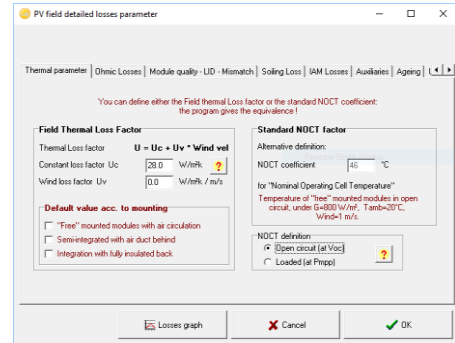 PV field detailed losses parameter
Thermal parameter Ohmic Losses Module quality - LID - Mismatch Soiling Loss IAM Losses Auxiliaries Ageing
You can define either the Field thermal Loss factor or the standard NOCT coefficient:
the program gives the equivalence !
Field Thermal Loss Factor
Thermal Loss factor U = Uc + Uv * Wind vel
Constant loss factor Uc 28.0 W/m²k ?
Wind loss factor Uv 0.0 W/m²k / m/s
Default value acc. to mounting
"Free" mounted modules with air circulation
Semi-integrated with air duct behind
Integration with fully insulated back
Standard NOCT factor
Alternative definition:
NOCT coefficient 46 °C
for "Nominal Operating Cell Temperature"
Temperature of "free" mounted modules in open
circuit, under G=800 W/m², Tamb=20°C,
Wind=1 m/s.
NOCT definition
Open circuit (at Voc)
Loaded (at Pmpp)
?
Losses graph
Cancel
OK